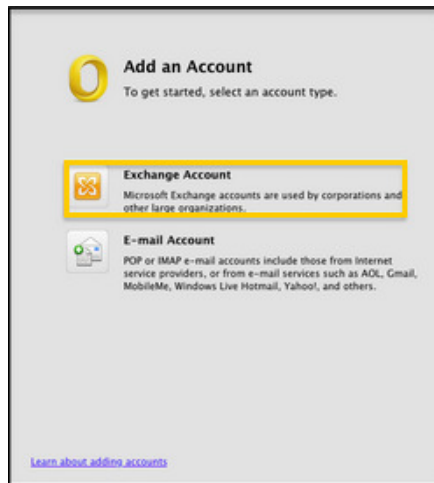 Add an Account
To get started, select an account type.
Exchange Account
Microsoft Exchange accounts are used by corporations and
other large organizations.
E-mail Account
POP or IMAP e-mail accounts include those from Internet
service providers, or from e-mail services such as AOL, Gmail,
MobileMe, Windows Live Hotmail, Yahoo!, and others.
Learn about adding accounts